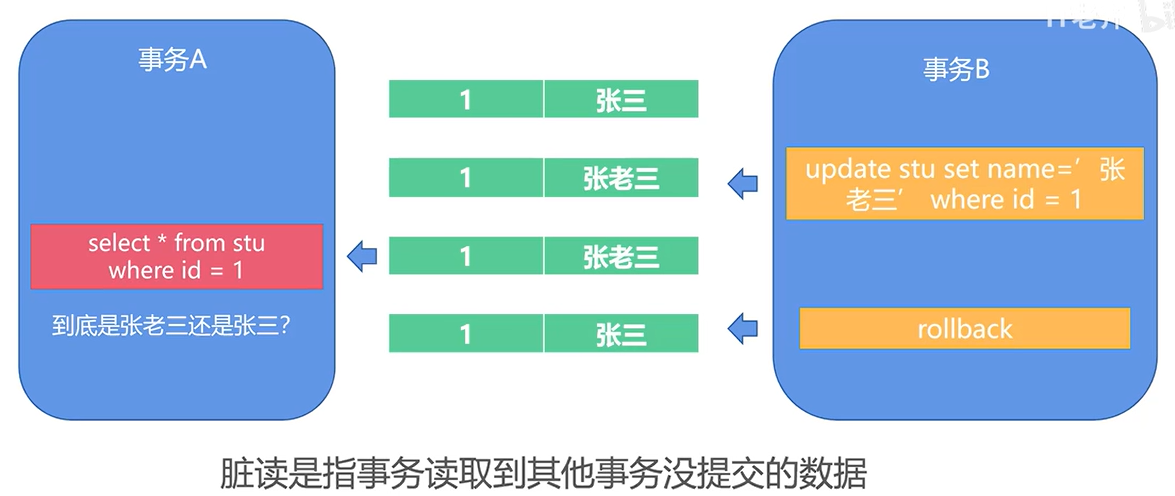 事务A
事务B
1 张三
1 张老三
update stu set name=’张
老三’ where id = 1
select * from stu
where id = 1
1 张老三
到底是张老三还是张三？
1 张三
rollback
脏读是指事务读取到其他事务没提交的数据